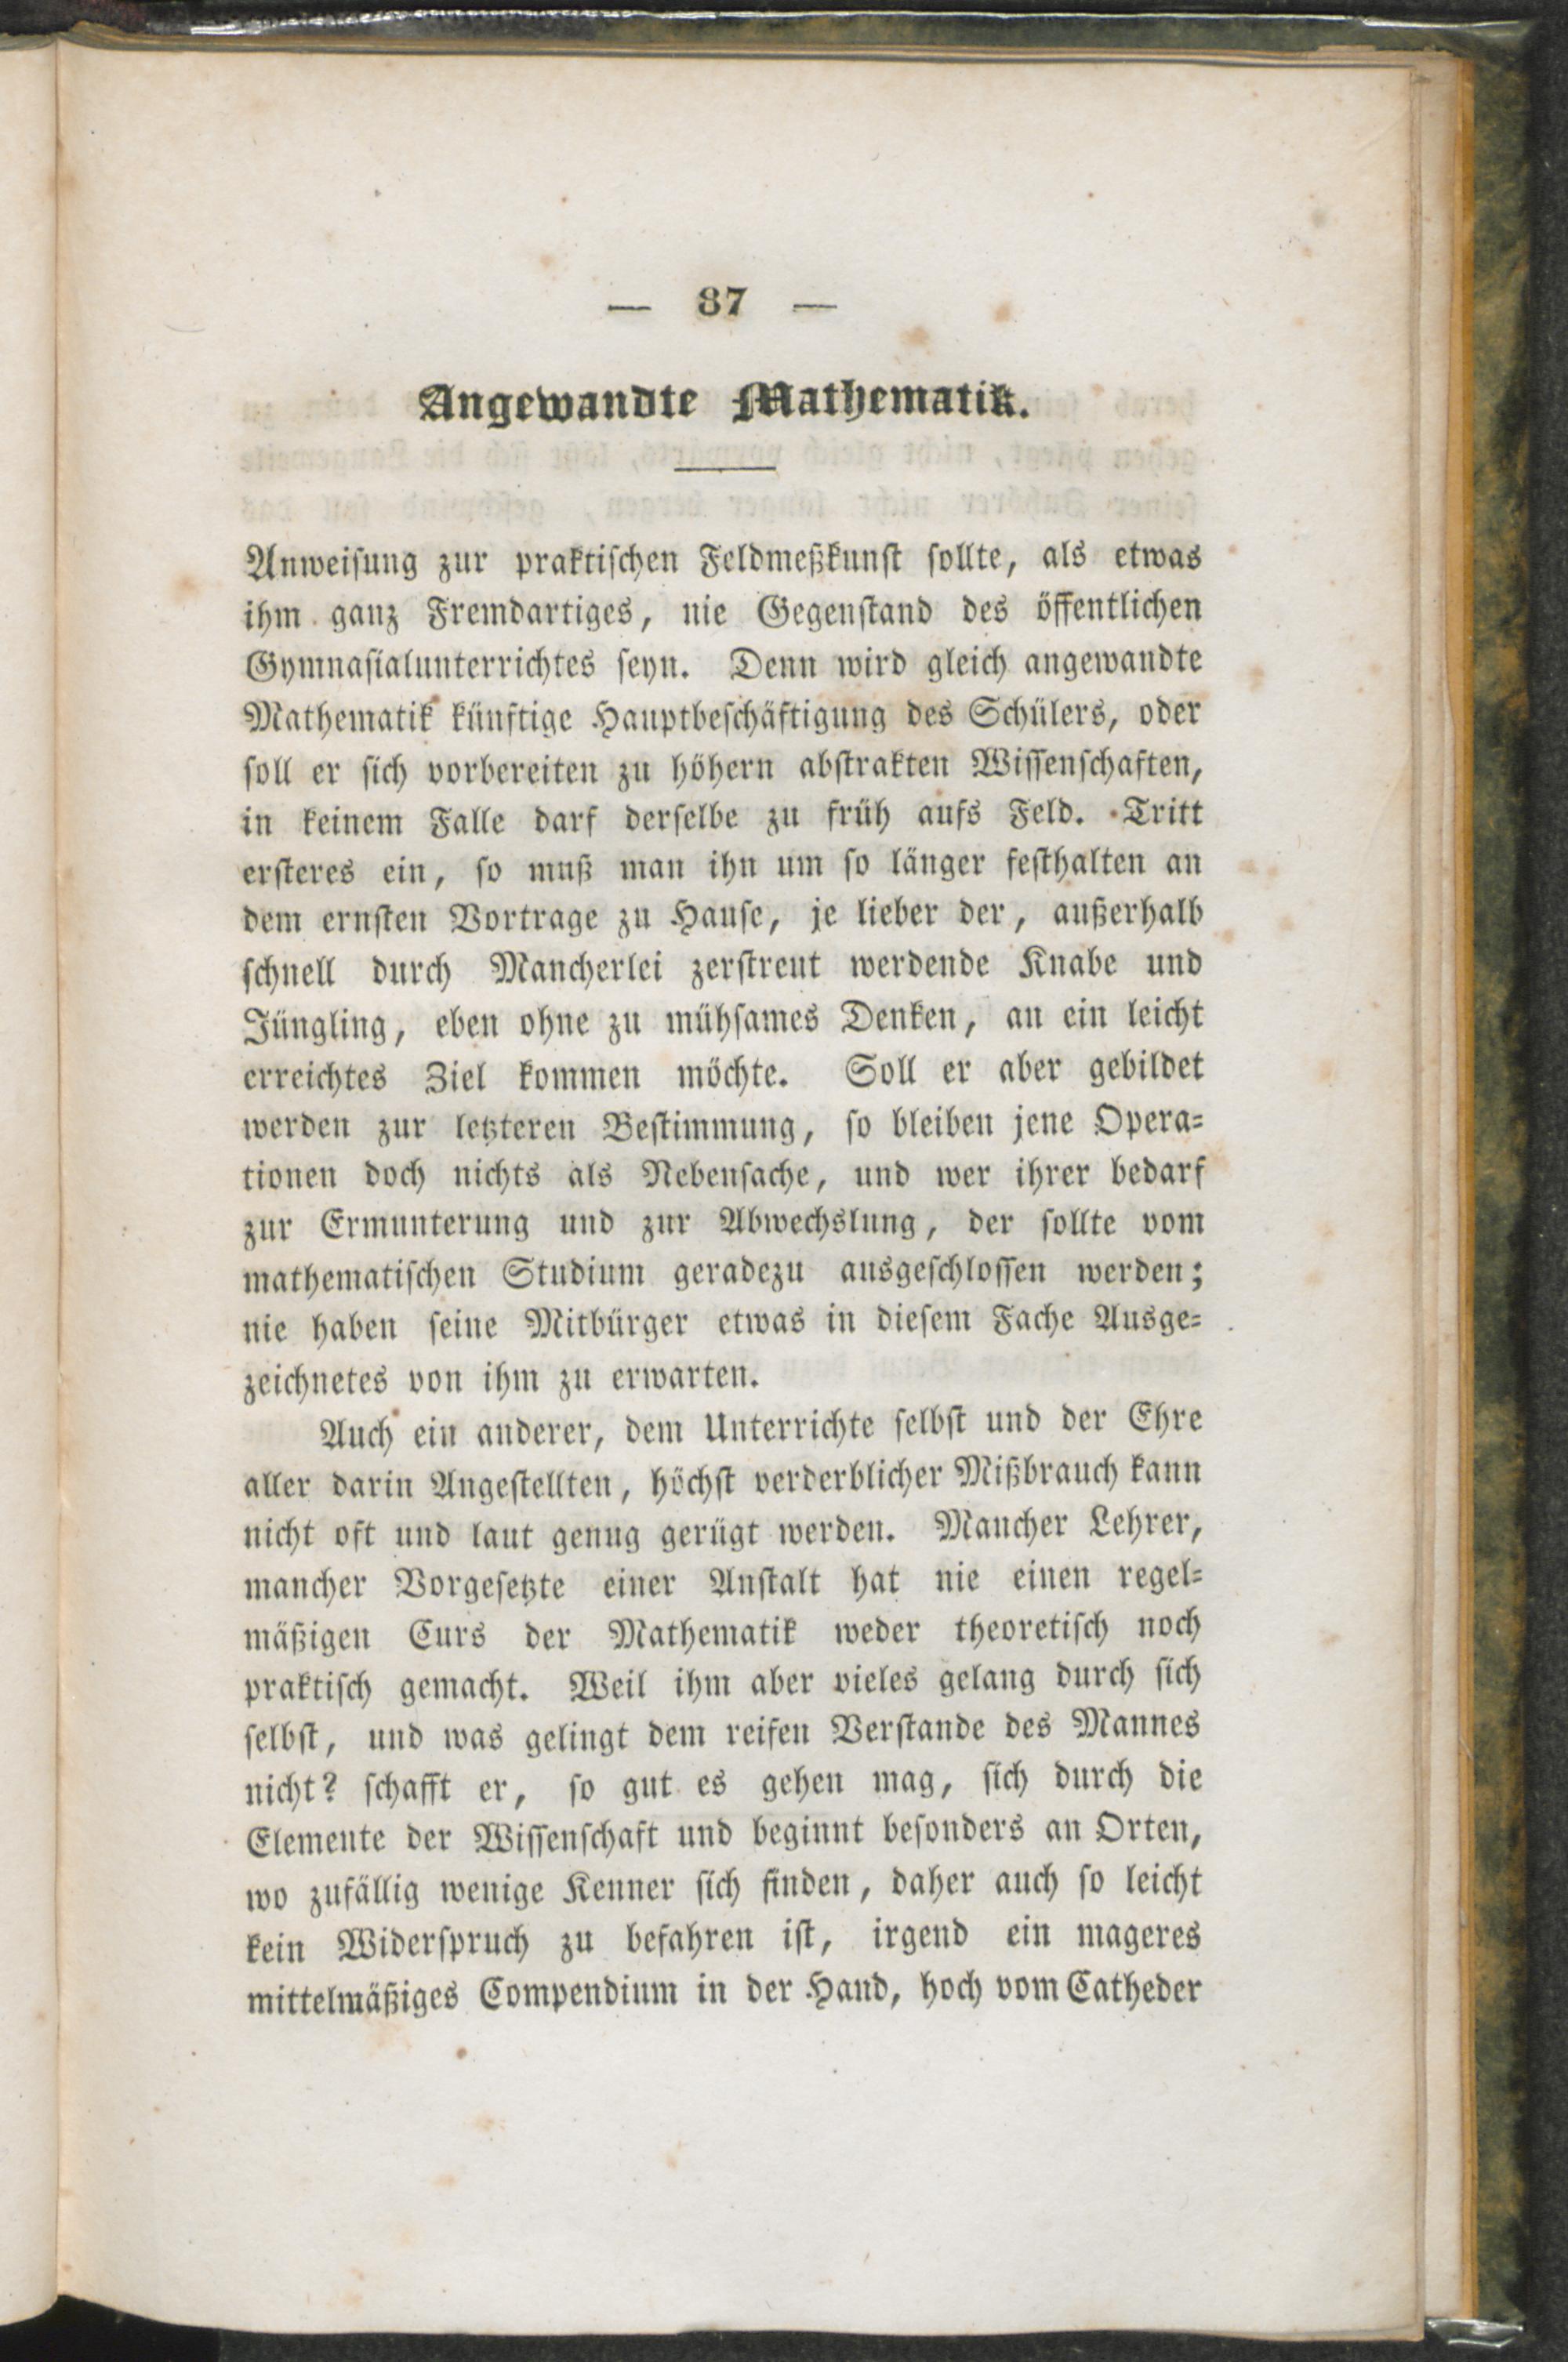 — 87 —
Angewandte Mathematik.
Anweiſung zur praktiſchen Feldmeßkunſt ſollte, als etwas
ihm ganz Fremdartiges, nie Gegenſtand des öffentlichen
Gymnaſialunterrichtes ſeyn. Denn wird gleich angewandte
Mathematik künftige Hauptbeſchäftigung des Schülers, oder
ſoll er ſich vorbereiten zu höhern abſtrakten Wiſſenſchaften,
in keinem Falle darf derſelbe zu früh aufs Feld. Tritt
erſteres ein, ſo muß man ihn um ſo länger feſthalten an
dem ernſten Vortrage zu Hauſe, je lieber der, außerhalb
ſchnell durch Mancherlei zerſtreut werdende Knabe und
Jüngling, eben ohne zu mühſames Denken, an ein leicht
erreichtes Ziel kommen möchte. Soll er aber gebildet
werden zur letzteren Beſtimmung, ſo bleiben jene Opera=
tionen doch nichts als Nebenſache, und wer ihrer bedarf
zur Ermunterung und zur Abwechslung, der ſollte vom
mathematiſchen Studium geradezu ausgeſchloſſen werden;
nie haben ſeine Mitbürger etwas in dieſem Fache Ausge=
zeichnetes von ihm zu erwarten.
Auch ein anderer, dem Unterrichte ſelbſt und der Ehre
aller darin Angeſtellten, höchſt verderblicher Mißbrauch kann
nicht oft und laut genug gerügt werden. Mancher Lehrer,
mancher Vorgeſetzte einer Anſtalt hat nie einen regel=
mäßigen Curs der Mathematik weder theoretiſch noch
praktiſch gemacht. Weil ihm aber vieles gelang durch ſich
ſelbſt, und was gelingt dem reifen Verſtande des Mannes
nicht? ſchafft er, ſo gut es gehen mag, ſich durch die
Elemente der Wiſſenſchaft und beginnt beſonders an Orten,
wo zufällig wenige Kenner ſich finden, daher auch ſo leicht
kein Widerſpruch zu befahren iſt, irgend ein mageres
mittelmäßiges Compendium in der Hand, hoch vom Catheder